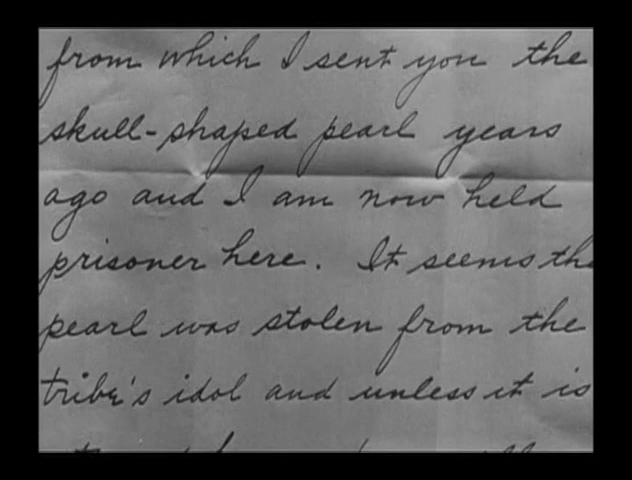 from which I sent you the
skull-shaped pearl years
ago and I am now held
prisoner here. It seems the
pearl was stolen from the
tribe's idol and unless it is